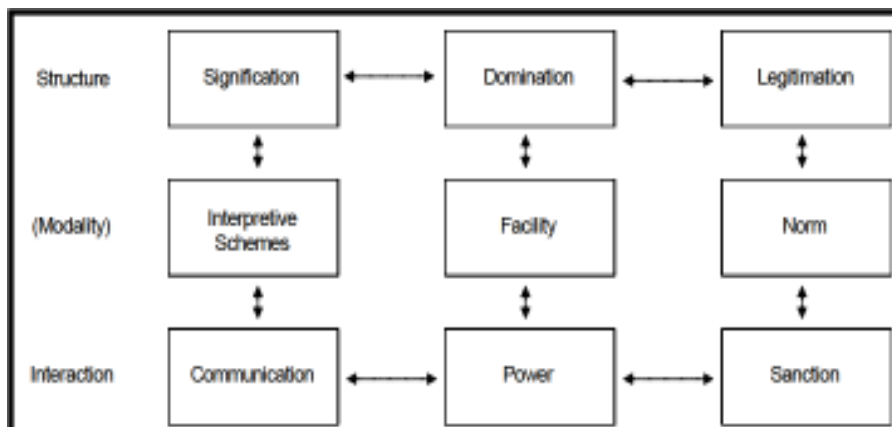 Structure
Signification
Domination
Legitimation
(Modality)
Interpretive
Schemes
Facility
Norm
Interaction
Communication
Power
Sanction